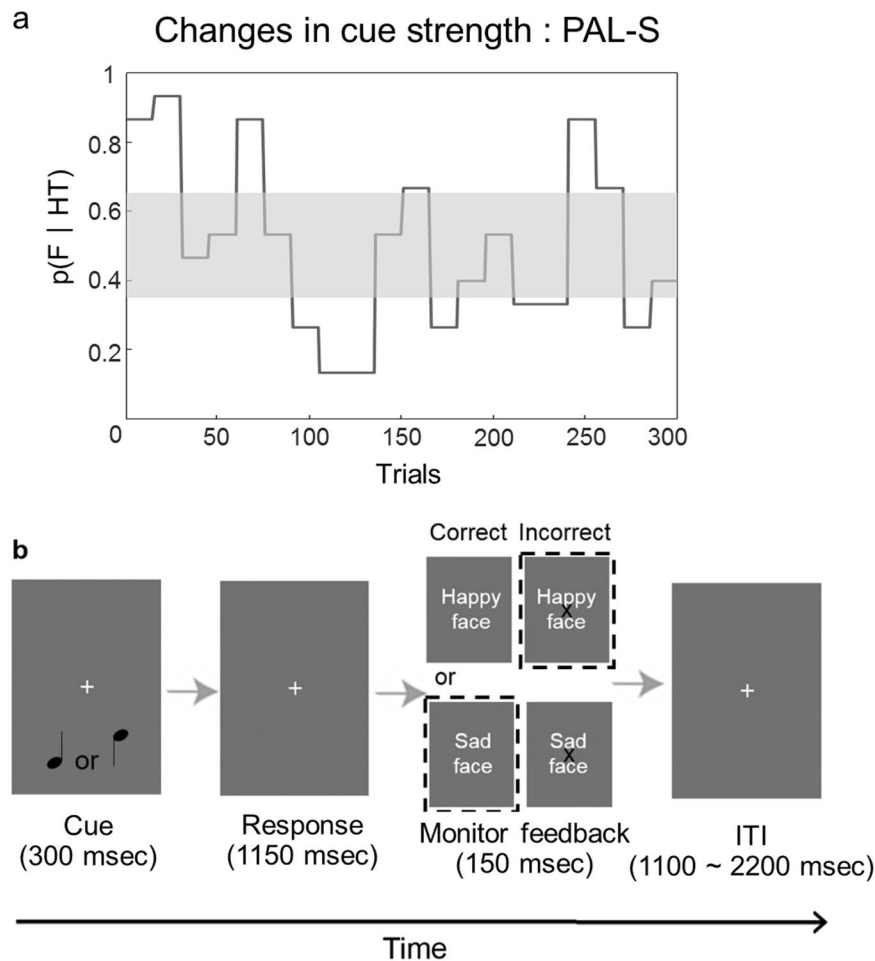 a
Changes in cue strength : PAL-S
p(F | HT)
1
0.8
0.6
0.4
0.2
0
50
100
150
200
250
300
Trials
b
Correct Incorrect
Happy
face
Happy
x
face
or
Sad
face
Sad
x
face
+
or
+
+
Cue
(300 msec)
Response
(1150 msec)
Monitor feedback
(150 msec)
ITI
(1100 ~ 2200 msec)
Time